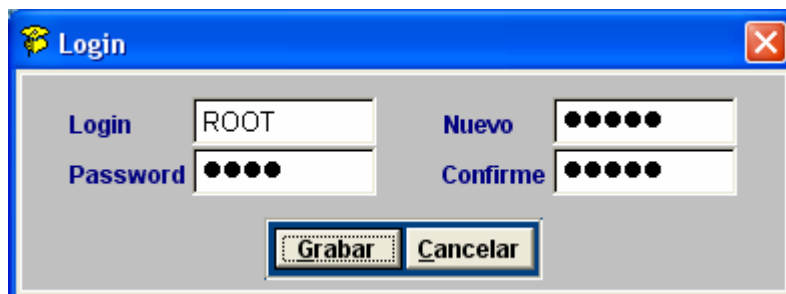 Login
Login ROOT Nuevo ●●●●●
Password ●●●● Confirme ●●●●●
Grabar Cancelar